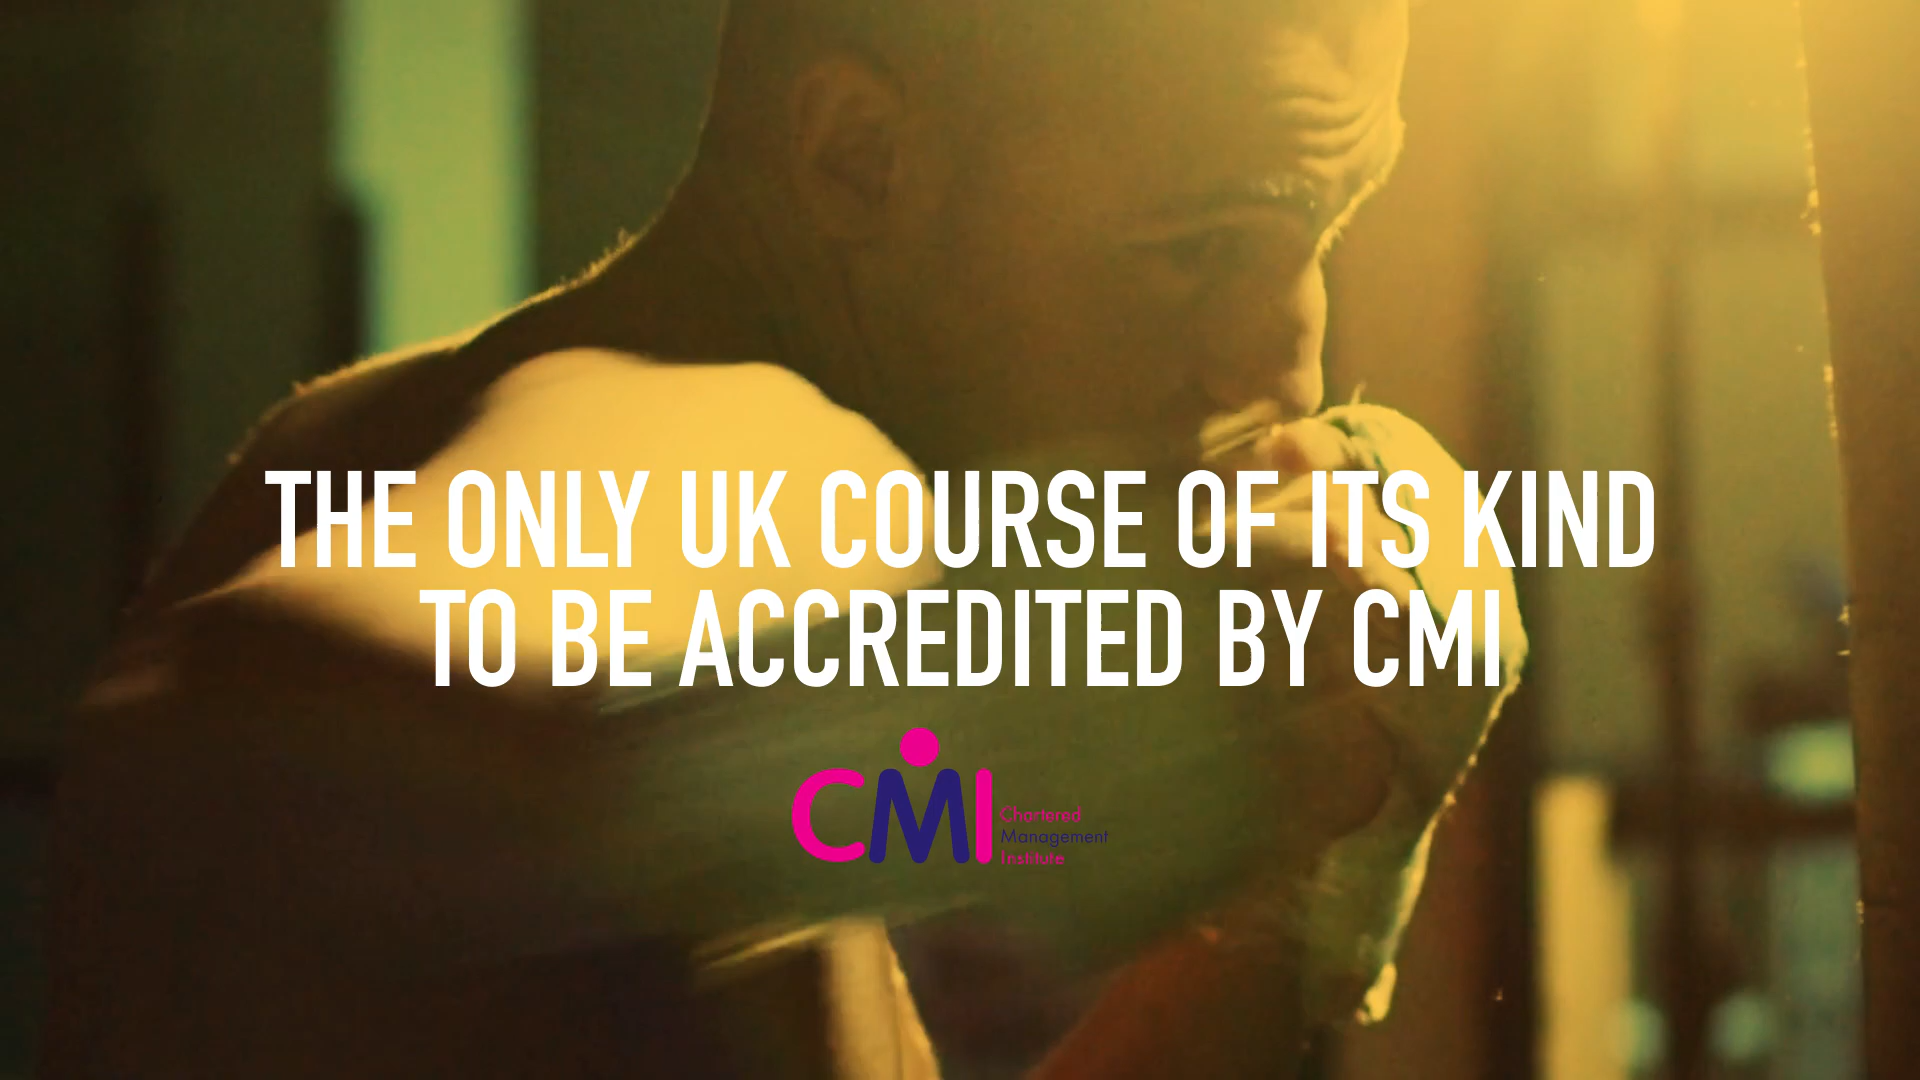 THE ONLY UK COURSE OF ITS KIND
TO BE ACCREDITED BY CMI
CMI
Chartered
Management
Institute